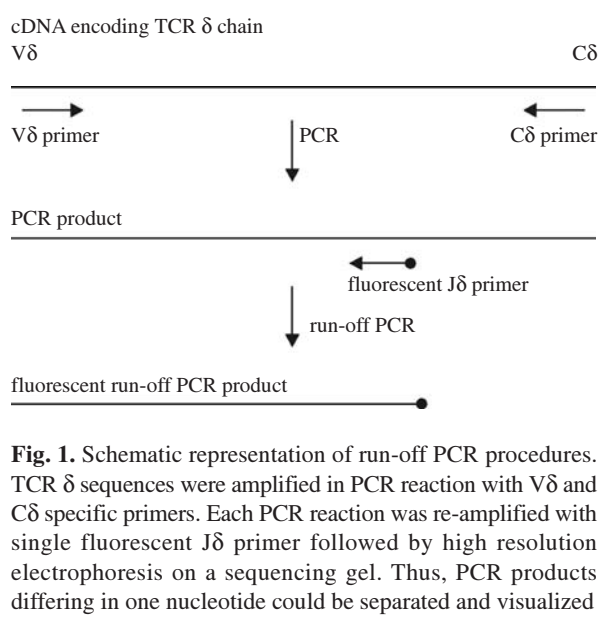 cDNA encoding TCR δ chain
Vδ Cδ
Vδ primer PCR Cδ primer
PCR product
fluorescent Jδ primer
run-off PCR
fluorescent run-off PCR product
Fig. 1. Schematic representation of run-off PCR procedures.
TCR δ sequences were amplified in PCR reaction with Vδ and
Cδ specific primers. Each PCR reaction was re-amplified with
single fluorescent Jδ primer followed by high resolution
electrophoresis on a sequencing gel. Thus, PCR products
differing in one nucleotide could be separated and visualized